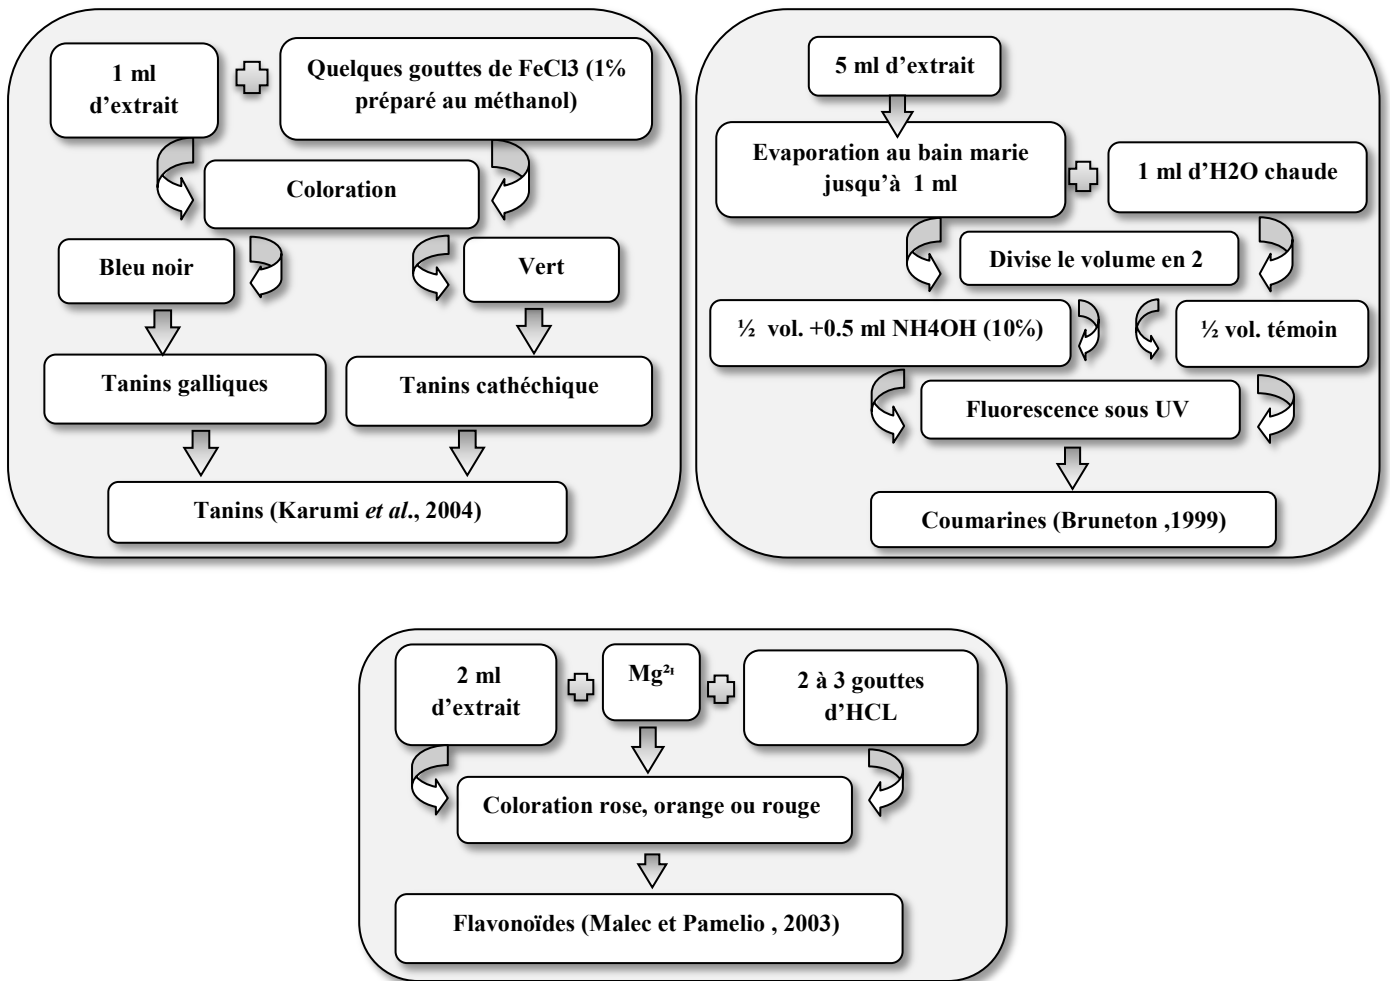 1 ml
d’extrait
Quelques gouttes de FeCl3 (1%
préparé au méthanol)
Coloration
Bleu noir
Vert
Tanins galliques
Tanins cathéchique
Tanins (Karumi et al., 2004)
5 ml d’extrait
Evaporation au bain marie
jusqu’à 1 ml
1 ml d’H2O chaude
Divise le volume en 2
½ vol. +0.5 ml NH4OH (10%)
½ vol. témoin
Fluorescence sous UV
Coumarines (Bruneton ,1999)
2 ml
d’extrait
Mg²
2 à 3 gouttes
d’HCL
Coloration rose, orange ou rouge
Flavonoïdes (Malec et Pamelio , 2003)